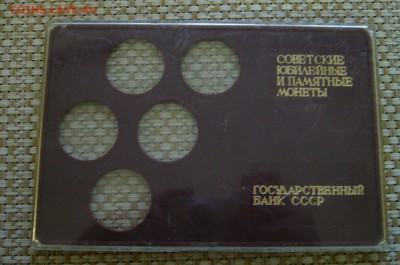 СОВЕТСКИЕ
ЮБИЛЕЙНЫЕ
И ПАМЯТНЫЕ
МОНЕТЫ
ГОСУДАРСТВЕННЫЙ
БАНК СССР